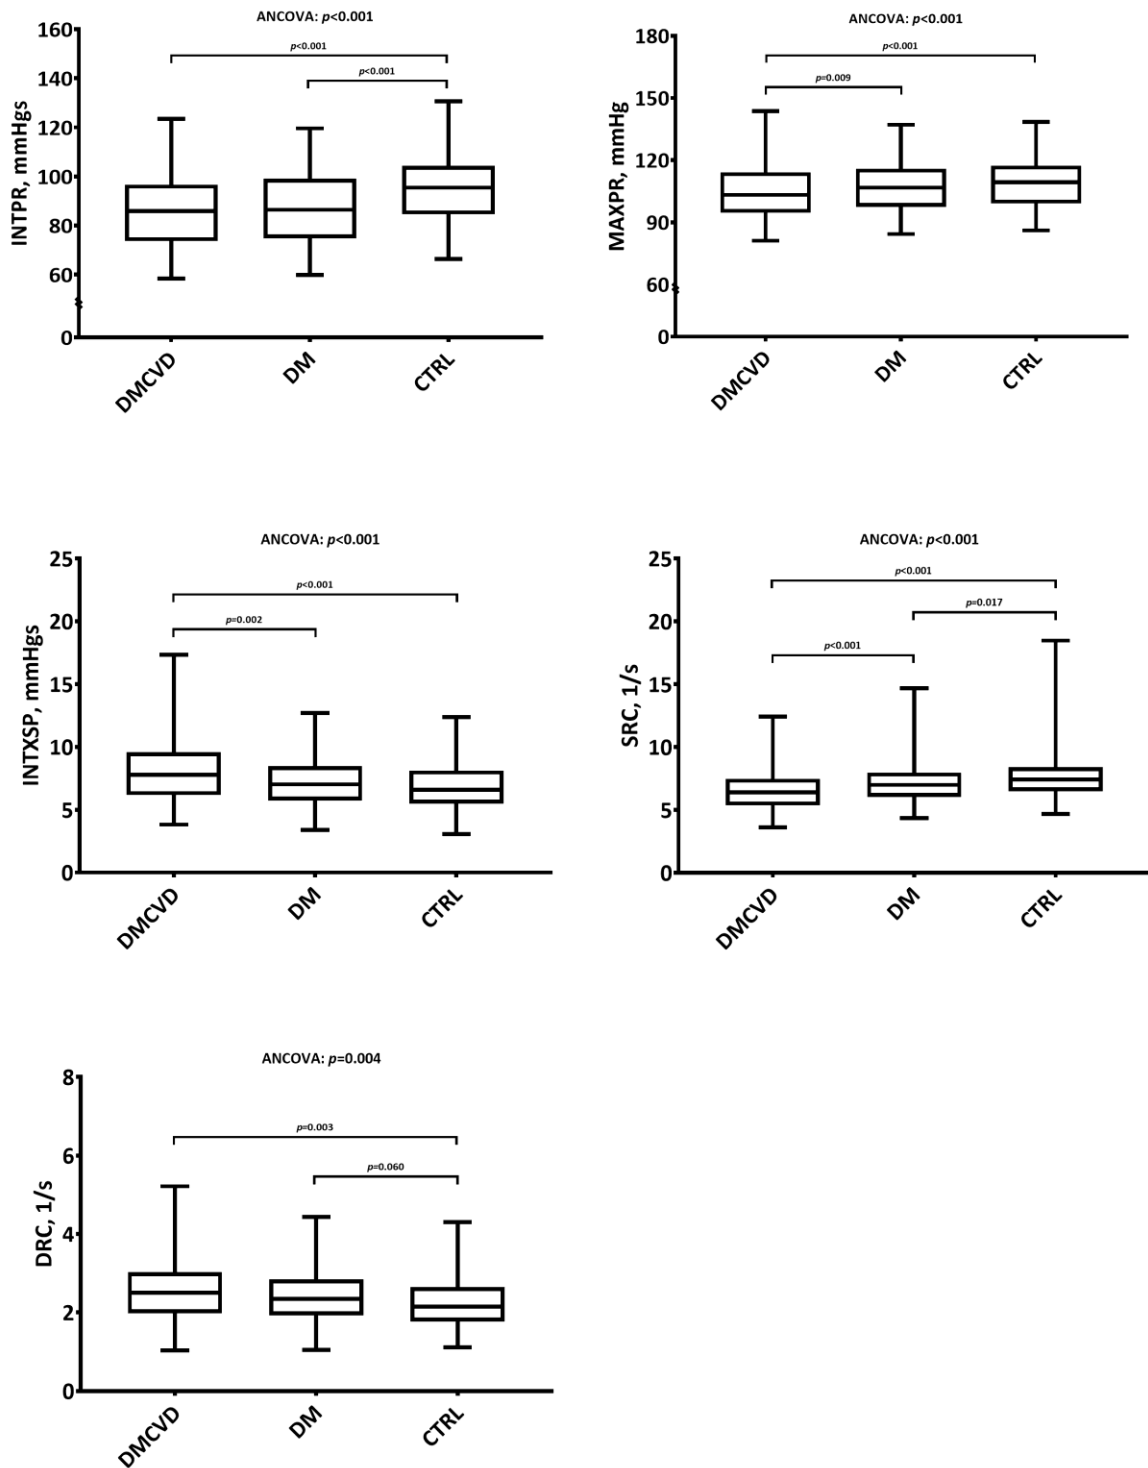 ANCOVA: p<0.001
INTPR, mmHgs
160
140
120
100
80
60
0
p<0.001
p<0.001
DMCVD
DM
CTRL
ANCOVA: p<0.001
MAXPR, mmHg
180
150
120
90
60
0
p<0.001
p=0.009
DMCVD
DM
CTRL
ANCOVA: p<0.001
INTXSP, mmHgs
25
20
15
10
5
0
p<0.001
p=0.002
DMCVD
DM
CTRL
ANCOVA: p<0.001
SRC, 1/s
25
20
15
10
5
0
p<0.001
p=0.017
p<0.001
DMCVD
DM
CTRL
ANCOVA: p=0.004
DRC, 1/s
8
6
4
2
0
p=0.003
p=0.060
DMCVD
DM
CTRL